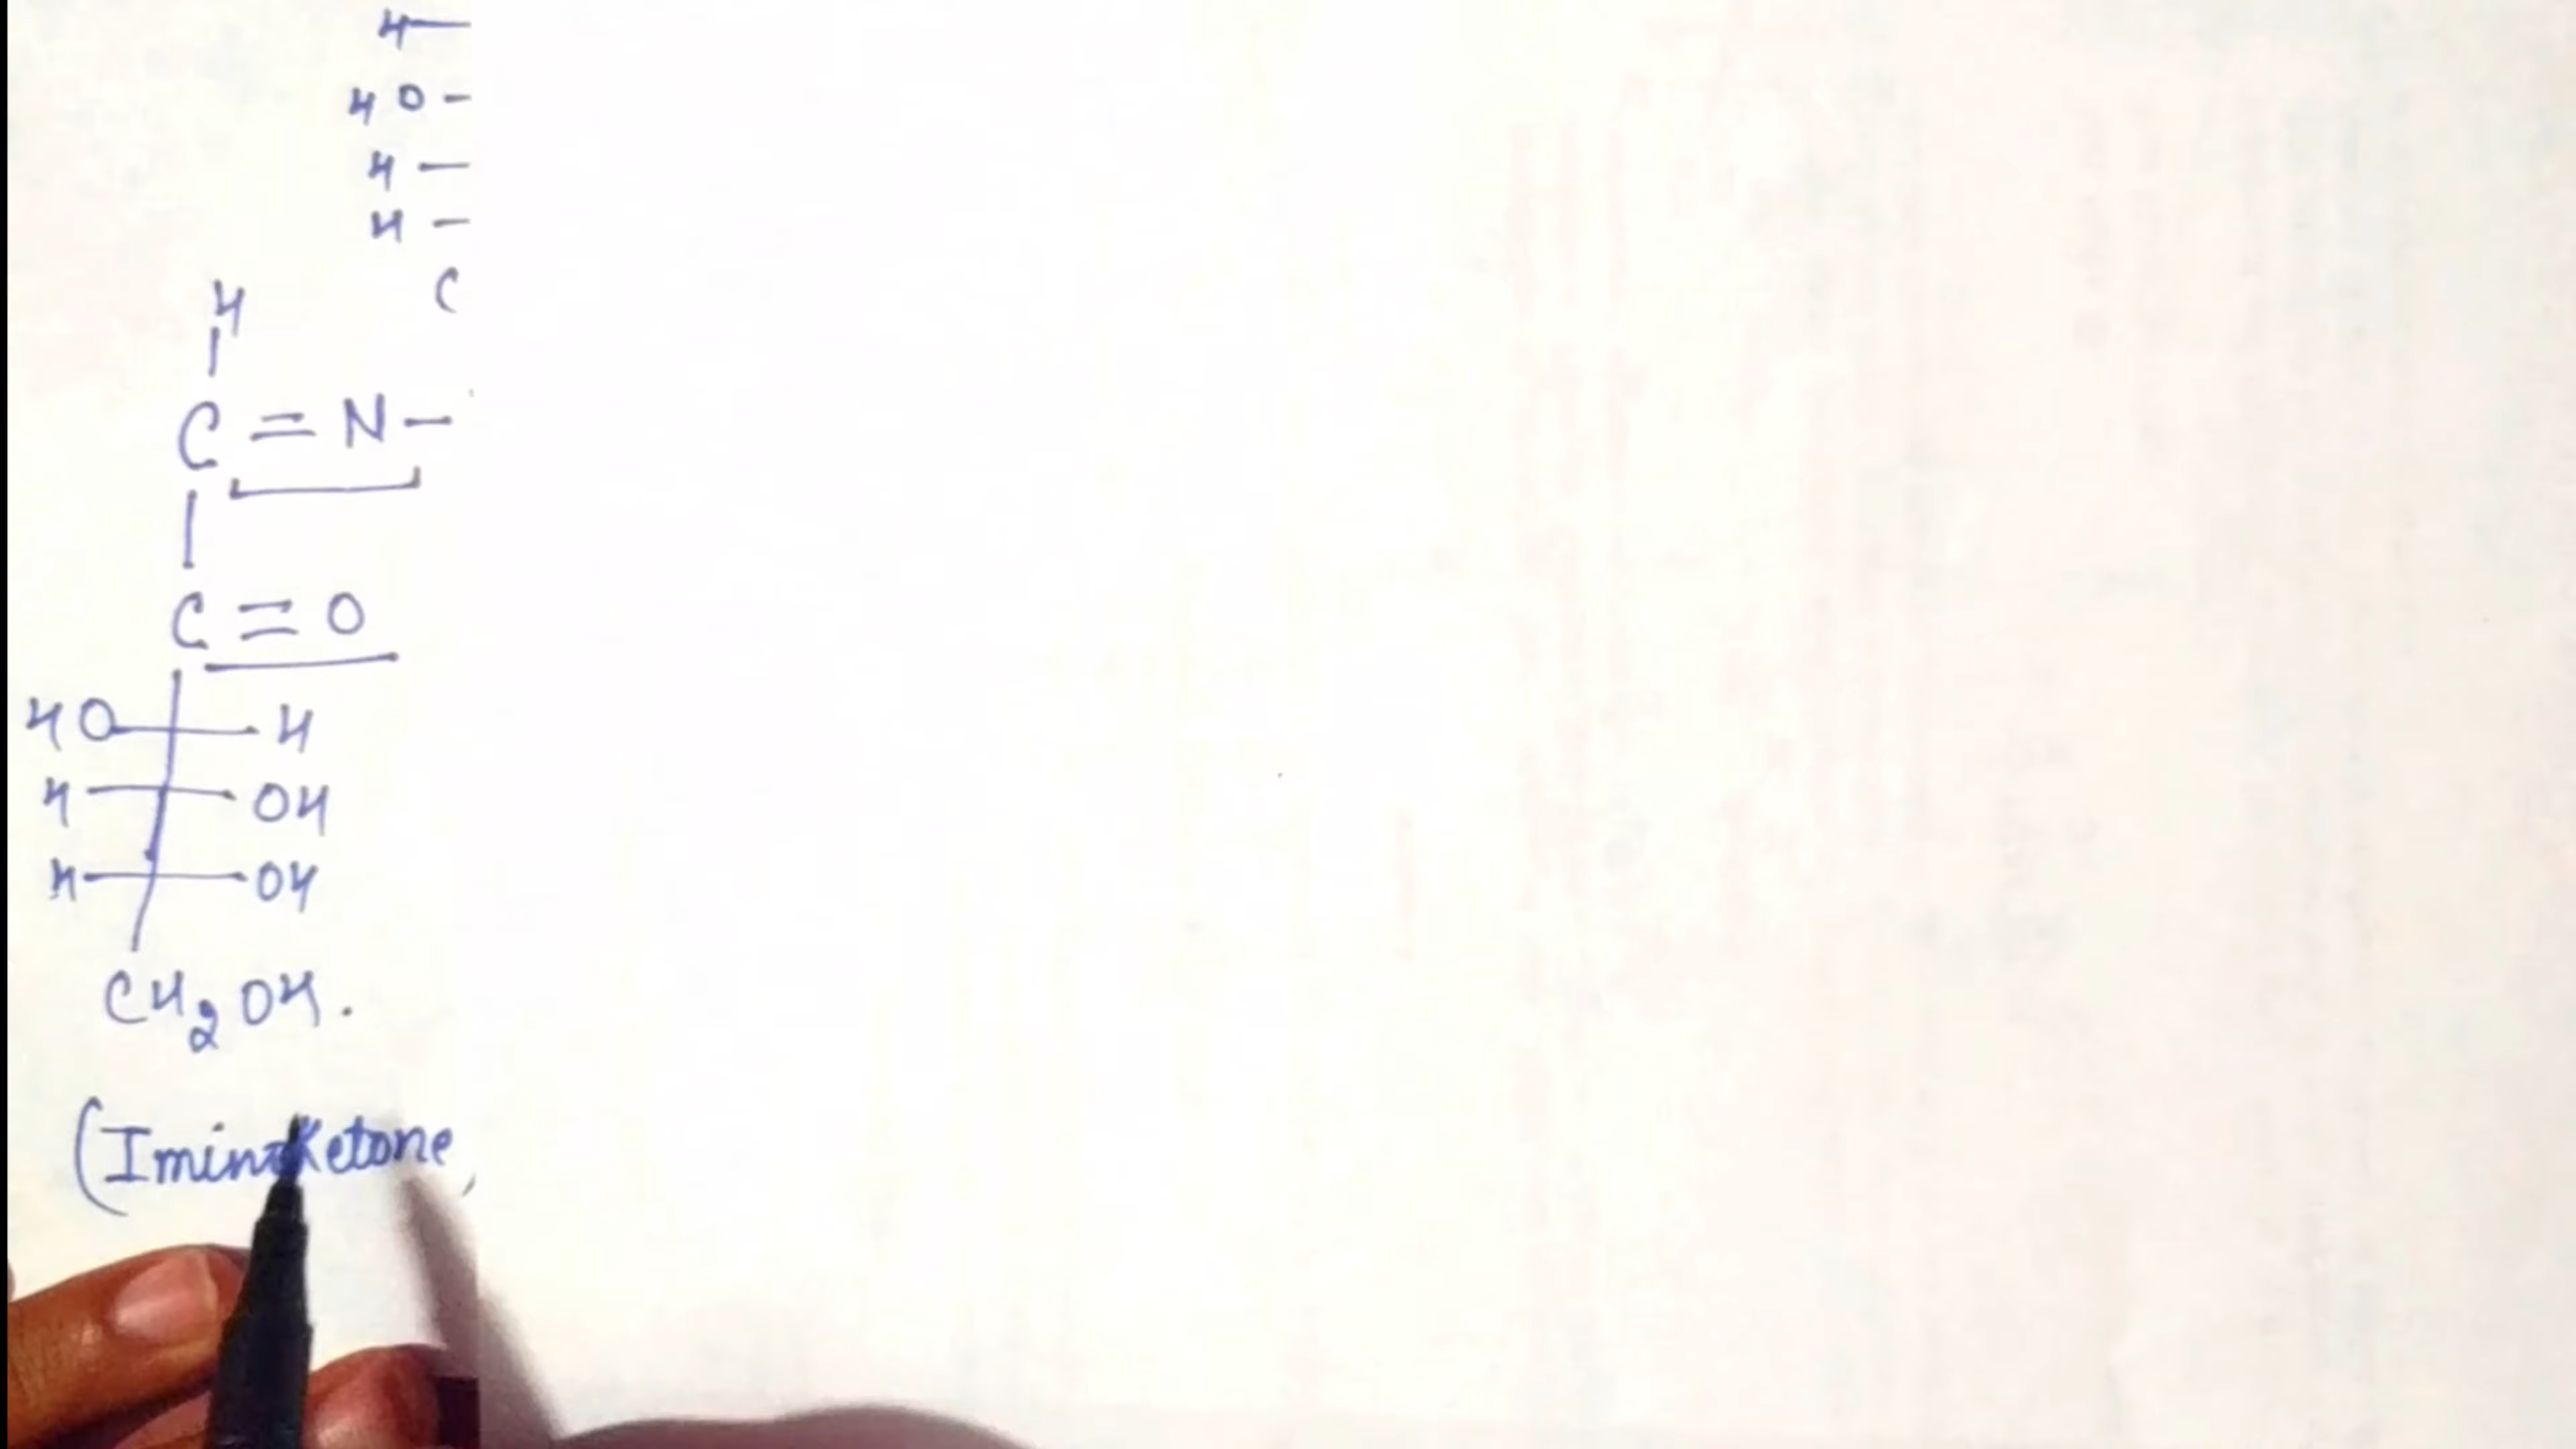 H—
HO-
H—
H-
C
H
C=N-
C=O
HO H
H OH
H OH
CH₂OH.
(Iminoketone)